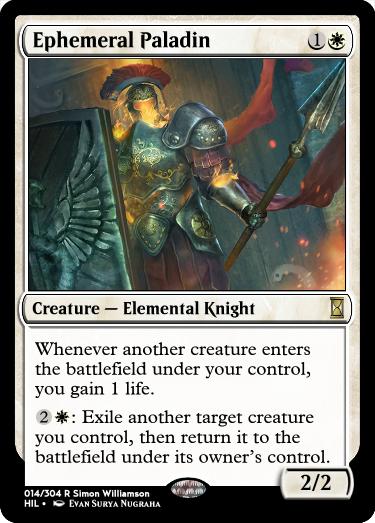 Ephemeral Paladin 1
Creature — Elemental Knight
Whenever another creature enters
the battlefield under your control,
you gain 1 life.
2: Exile another target creature
you control, then return it to the
battlefield under its owner's control.
2/2
014/304 R Simon Williamson
HIL • Evan Surya Nugraha